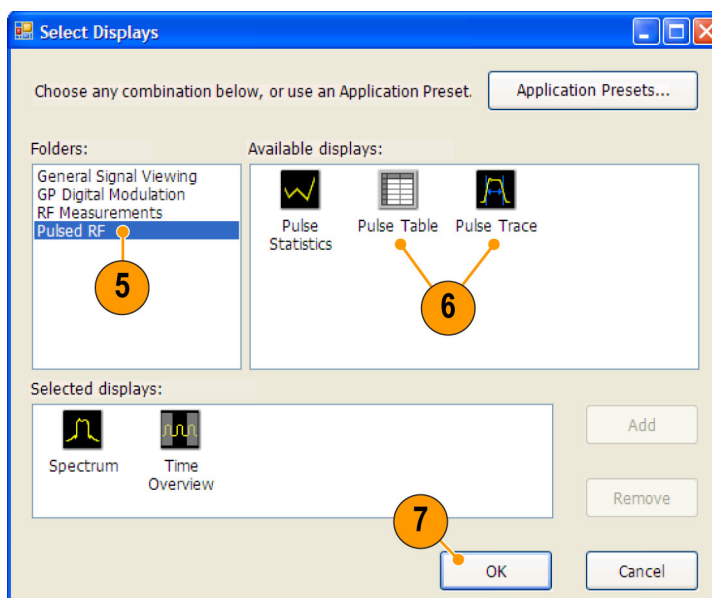 Select Displays
Choose any combination below, or use an Application Preset.
Application Presets...
Folders:
Available displays:
General Signal Viewing
GP Digital Modulation
RF Measurements
Pulsed RF
5
Pulse
Statistics
Pulse Table
Pulse Trace
6
Selected displays:
Spectrum
Time
Overview
Add
Remove
7
OK
Cancel